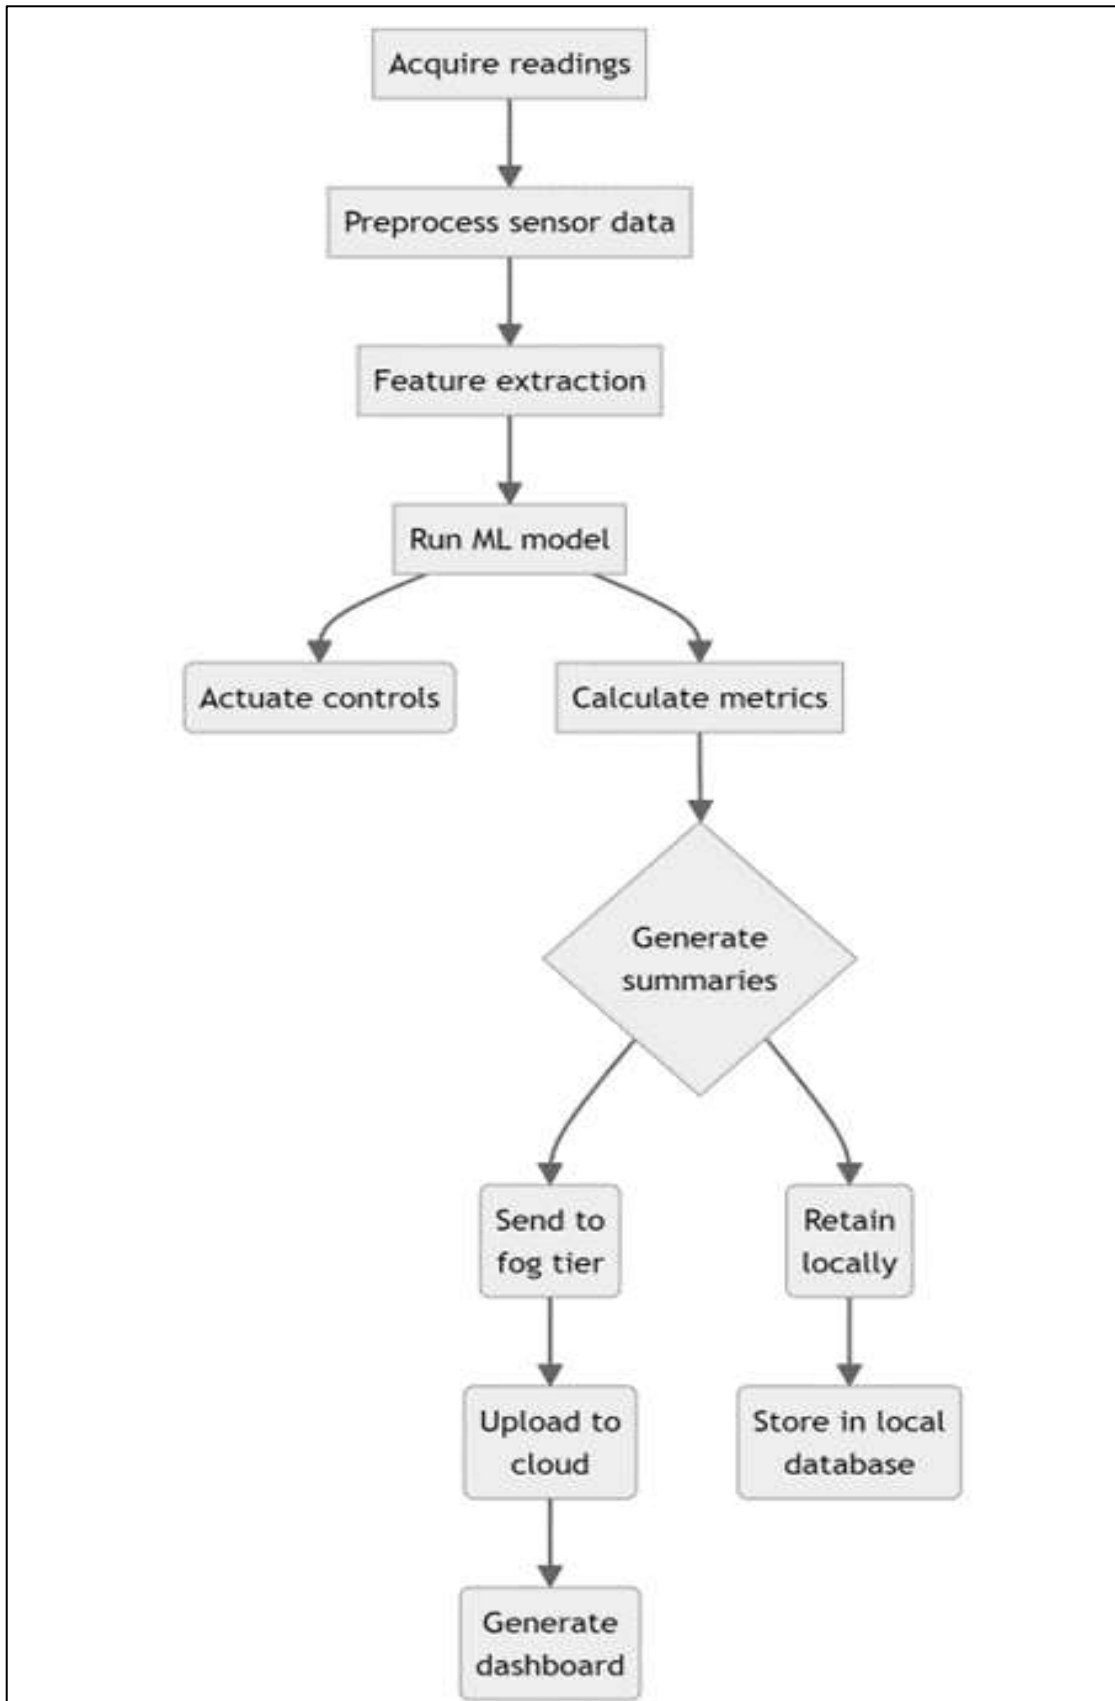 Acquire readings
Preprocess sensor data
Feature extraction
Run ML model
Actuate controls
Calculate metrics
Generate
summaries
Send to
fog tier
Retain
locally
Upload to
cloud
Store in local
database
Generate
dashboard